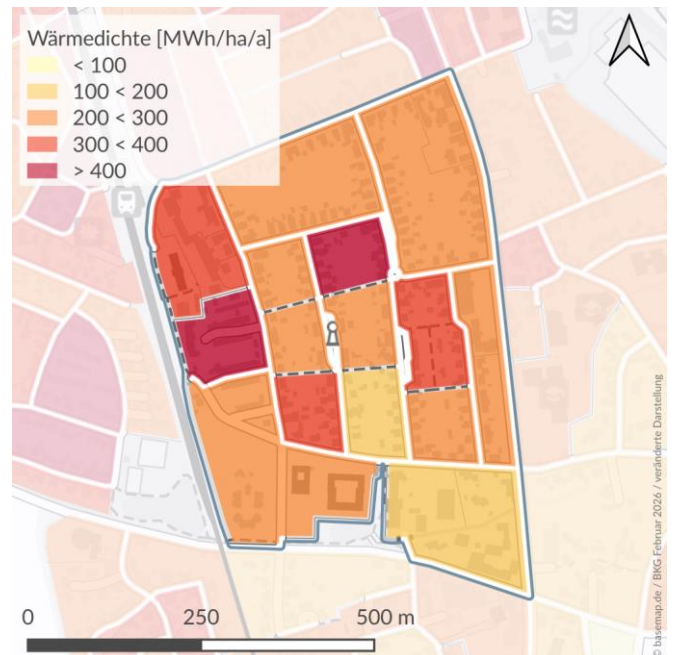 Wärmedichte [MWh/ha/a]
< 100
100 < 200
200 < 300
300 < 400
> 400
0 250 500 m
© basemap.de / BKG Februar 2026 / veränderte Darstellung